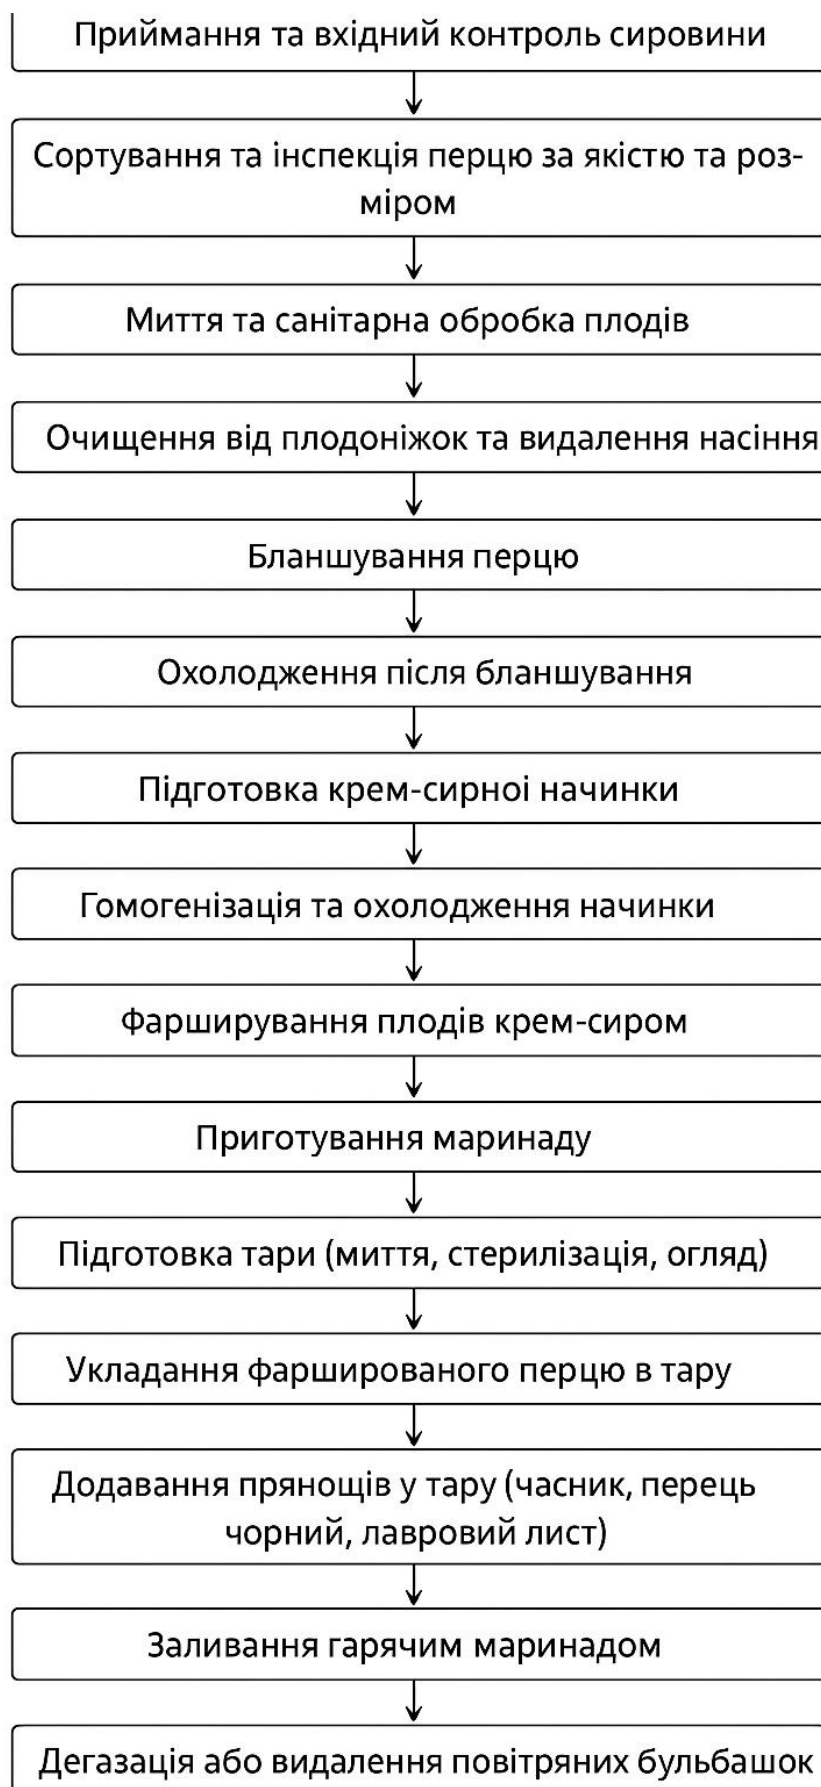 Приймання та вхідний контроль сировини
Сортування та інспекція перцю за якістю та роз-
міром
Миття та санітарна обробка плодів
Очищення від плодоніжок та видалення насіння
Бланшування перцю
Охолодження після бланшування
Підготовка крем-сирноі начинки
Гомогенізація та охолодження начинки
Фарширування плодів крем-сиром
Приготування маринаду
Підготовка тари (миття, стерилізація, огляд)
Укладання фаршированого перцю в тару
Додавання прянощів у тару (часник, перець
чорний, лавровий лист)
Заливання гарячим маринадом
Дегазація або видалення повітряних бульбашок